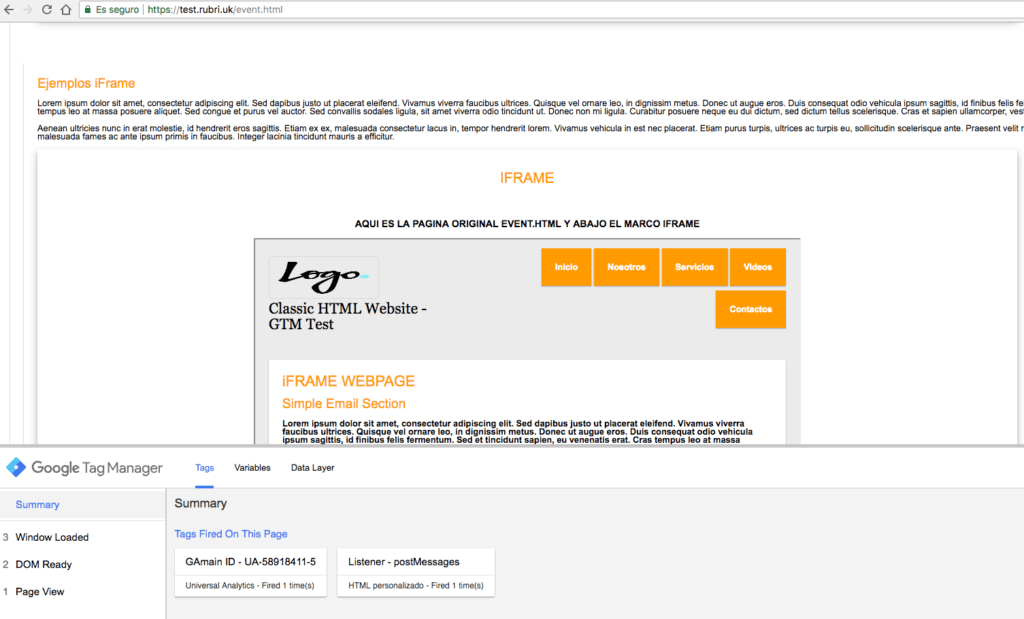 Es seguro | https://test.rubri.uk/event.html
Ejemplos iFrame
Lorem ipsum dolor sit amet, consectetur adipiscing elit. Sed dapibus justo ut placerat eleifend. Vivamus viverra faucibus ultrices. Quisque vel ornare leo, in dignissim metus. Donec ut augue eros. Duis consequat odio vehicula ipsum sagittis, id finibus felis fe
tempus leo at massa posuere aliquet. Sed congue et purus vel auctor. Sed convallis sodales ligula, sit amet viverra odio tincidunt ut. Donec non mi ligula. Curabitur posuere neque eu dui dictum, sed dictum tellus scelerisque. Cras et sapien ullamcorper, ves
Aenean ultricies nunc in erat molestie, id hendrerit eros sagittis. Etiam ex ex, malesuada consectetur lacus in, tempor hendrerit lorem. Vivamus vehicula in est nec placerat. Etiam purus turpis, ultrices ac turpis eu, sollicitudin scelerisque ante. Praesent velit
malesuada fames ac ante ipsum primis in faucibus. Integer lacinia tincidunt mauris a efficitur.
IFRAME
AQUI ES LA PAGINA ORIGINAL EVENT.HTML Y ABAJO EL MARCO IFRAME
Logo
Inicio
Nosotros
Servicios
Videos
Contactos
Classic HTML Website -
GTM Test
iFRAME WEBPAGE
Simple Email Section
Lorem ipsum dolor sit amet, consectetur adipiscing elit. Sed dapibus justo ut placerat eleifend. Vivamus viverra
faucibus ultrices. Quisque vel ornare leo, in dignissim metus. Donec ut augue eros. Duis consequat odio vehicula
ipsum sagittis, id finibus felis fermentum. Sed et tincidunt sapien, eu venenatis erat. Cras tempus leo at massa
Google Tag Manager
Tags
Variables
Data Layer
Summary
3 Window Loaded
2 DOM Ready
1 Page View
Summary
Tags Fired On This Page
GAmain ID - UA-58918411-5
Universal Analytics - Fired 1 time(s)
Listener - postMessages
HTML personalizado - Fired 1 time(s)